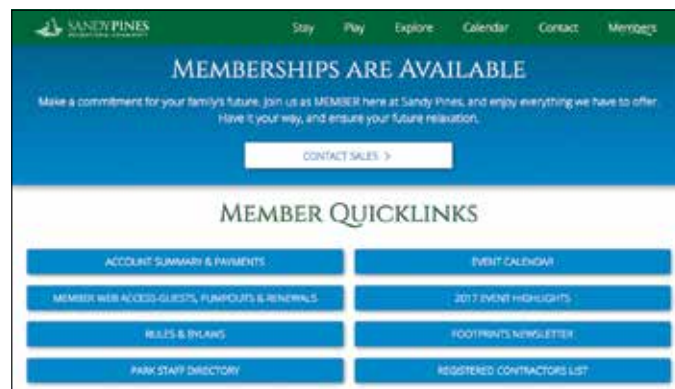 SANDY PINES
Stay Play Explore Calendar Contact Members
MEMBERSHIPS ARE AVAILABLE
Make a commitment for your family's future. Join us as MEMBER here at Sandy Pines, and enjoy everything we have to offer.
Have it your way, and ensure your future relaxation.
CONTACT SALES >
MEMBER QUICKLINKS
ACCOUNT SUMMARY & PAYMENTS
EVENT CALENDAR
MEMBER WEB ACCESS-GUESTS, PUMPOUTS & RENEWALS
2017 EVENT HIGHLIGHTS
RULES & BYLAWS
FOOTPRINTS NEWSLETTER
PARK STAFF DIRECTORY
REGISTERED CONTRACTORS LIST